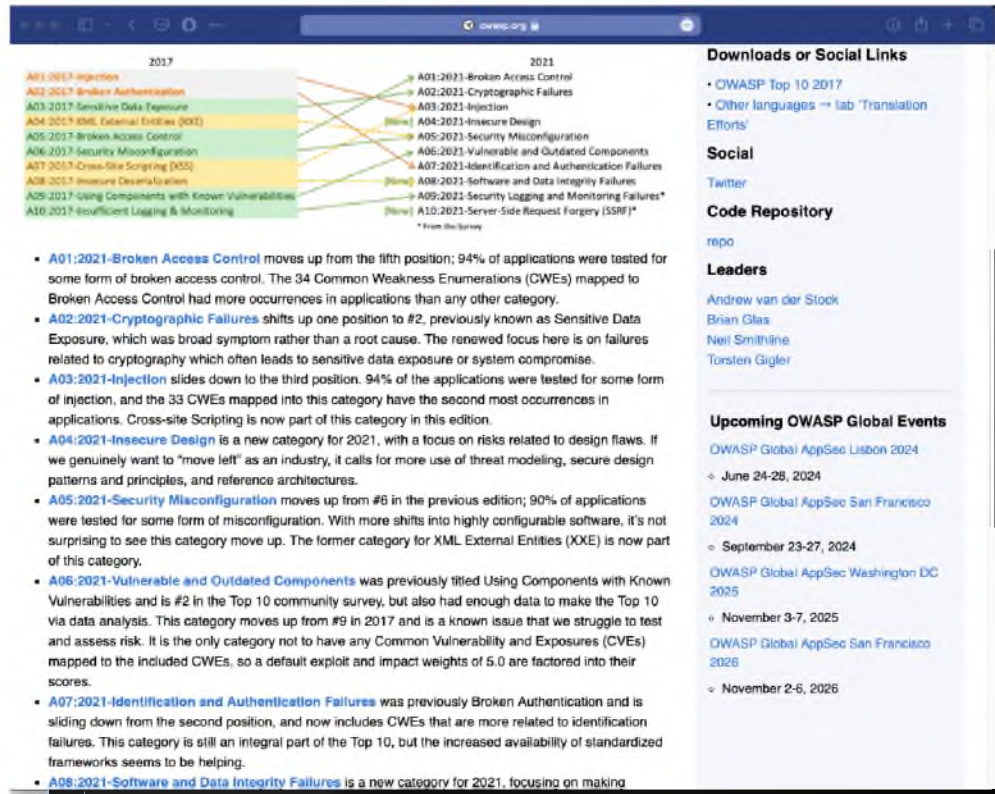 owasp.org
2017
2021
A01:2017-Injection
A02:2017-Broken Authentication
A03:2017-Sensitive Data Exposure
A04:2017-XML External Entities (XXE)
A05:2017-Broken Access Control
A06:2017-Security Misconfiguration
A07:2017-Cross-Site Scripting (XSS)
A08:2017-Insecure Deserialization
A09:2017-Using Components with Known Vulnerabilities
A10:2017-Insufficient Logging & Monitoring
A01:2021-Broken Access Control
A02:2021-Cryptographic Failures
A03:2021-Injection
(New) A04:2021-Insecure Design
A05:2021-Security Misconfiguration
A06:2021-Vulnerable and Outdated Components
A07:2021-Identification and Authentication Failures
(New) A08:2021-Software and Data Integrity Failures
A09:2021-Security Logging and Monitoring Failures*
(New) A10:2021-Server-Side Request Forgery (SSRF)*
* From the Survey
• A01:2021-Broken Access Control moves up from the fifth position; 94% of applications were tested for
some form of broken access control. The 34 Common Weakness Enumerations (CWEs) mapped to
Broken Access Control had more occurrences in applications than any other category.
• A02:2021-Cryptographic Failures shifts up one position to #2, previously known as Sensitive Data
Exposure, which was broad symptom rather than a root cause. The renewed focus here is on failures
related to cryptography which often leads to sensitive data exposure or system compromise.
• A03:2021-Injection slides down to the third position. 94% of the applications were tested for some form
of injection, and the 33 CWEs mapped into this category have the second most occurrences in
applications. Cross-site Scripting is now part of this category in this edition.
• A04:2021-Insecure Design is a new category for 2021, with a focus on risks related to design flaws. If
we genuinely want to “move left” as an industry, it calls for more use of threat modeling, secure design
patterns and principles, and reference architectures.
• A05:2021-Security Misconfiguration moves up from #6 in the previous edition; 90% of applications
were tested for some form of misconfiguration. With more shifts into highly configurable software, it’s not
surprising to see this category move up. The former category for XML External Entities (XXE) is now part
of this category.
• A06:2021-Vulnerable and Outdated Components was previously titled Using Components with Known
Vulnerabilities and is #2 in the Top 10 community survey, but also had enough data to make the Top 10
via data analysis. This category moves up from #9 in 2017 and is a known issue that we struggle to test
and assess risk. It is the only category not to have any Common Vulnerability and Exposures (CVEs)
mapped to the included CWEs, so a default exploit and impact weights of 5.0 are factored into their
scores.
• A07:2021-Identification and Authentication Failures was previously Broken Authentication and is
sliding down from the second position, and now includes CWEs that are more related to identification
failures. This category is still an integral part of the Top 10, but the increased availability of standardized
frameworks seems to be helping.
• A08:2021-Software and Data Integrity Failures is a new category for 2021, focusing on making
Downloads or Social Links
• OWASP Top 10 2017
• Other languages → tab 'Translation
Efforts'
Social
Twitter
Code Repository
repo
Leaders
Andrew van der Stock
Brian Glas
Neil Smithline
Torsten Gigler
Upcoming OWASP Global Events
OWASP Global AppSec Lisbon 2024
◦ June 24-28, 2024
OWASP Global AppSec San Francisco
2024
◦ September 23-27, 2024
OWASP Global AppSec Washington DC
2025
◦ November 3-7, 2025
OWASP Global AppSec San Francisco
2026
◦ November 2-6, 2026